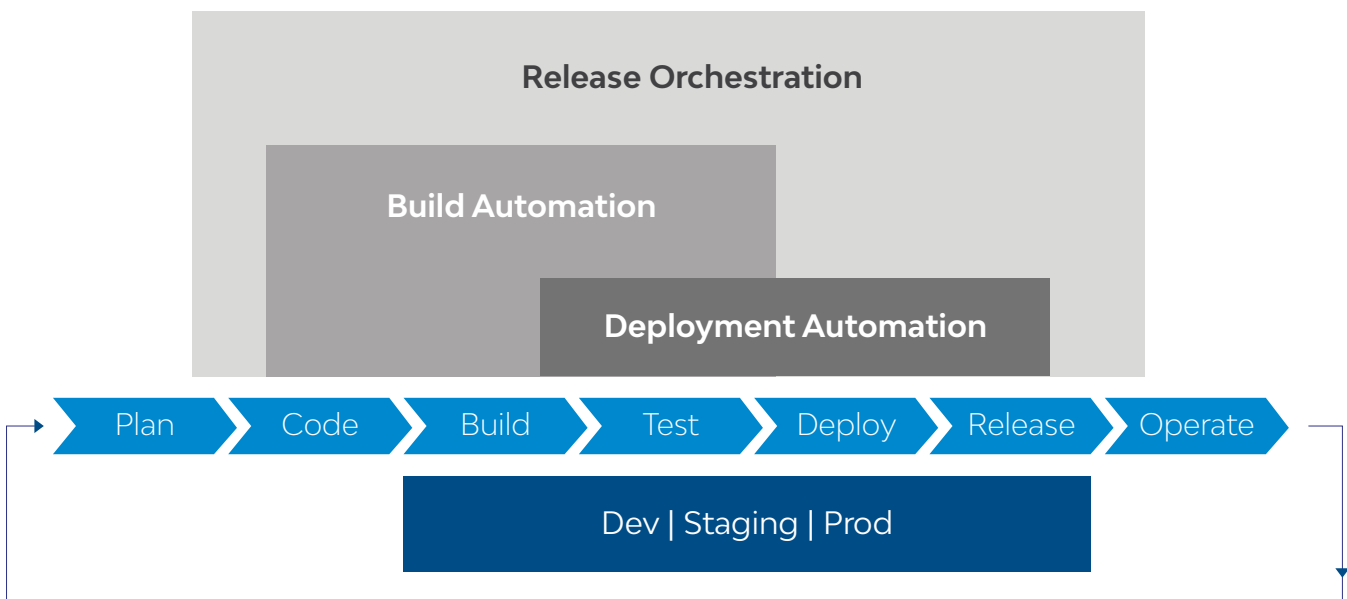 Release Orchestration
Build Automation
Deployment Automation
Plan
Code
Build
Test
Deploy
Release
Operate
Dev | Staging | Prod